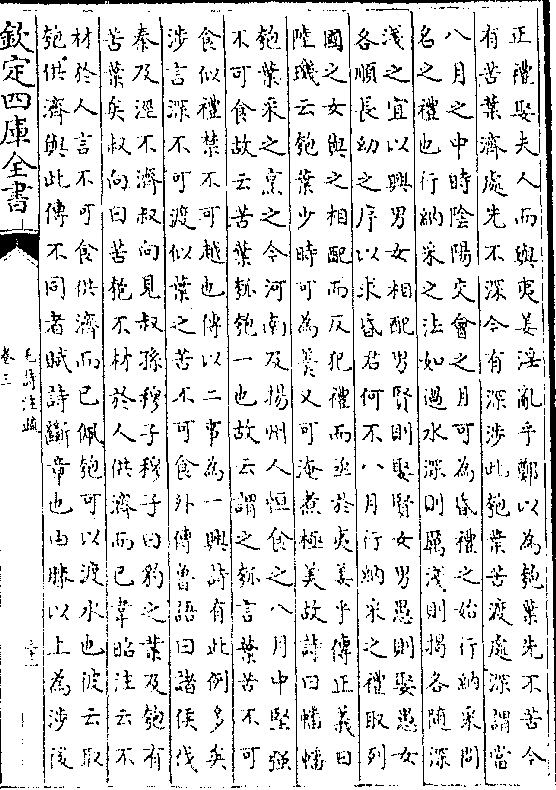 正禮娶夫人而與夷姜淫亂乎鄭以為匏葉先不苦今
有苦葉濟處先不深今有深涉此匏葉苦渡處深謂當
八月之中時陰陽交會之月可為昏禮之始行納采問
名之禮也行納采之法如過水深則厲淺則揭各隨深
淺之宜以興男女相配男賢則娶賢女男愚則娶愚女
各順長幼之序以求昏君何不八月行納采之禮取列
國之女與之相配而反犯禮而烝於夷姜乎傳正義曰
陸璣云匏葉少時可為羮又可淹煮極美故詩曰幡幡
匏葉采之烹之今河南及揚州人恒食之八月中堅强
不可食故云苦葉瓠匏一也故云謂之瓠言葉苦不可
食似禮禁不可越也傳以二事為一興詩有此例多矣
涉言深不可渡似葉之苦不可食外傳魯語曰諸侯伐
秦及涇不濟叔向見叔孫穆子穆子曰豹之業及匏有
苦葉矣叔向曰苦匏不材於人供濟而已韋昭注云不
材於人言不可食供濟而已佩匏可以渡水也彼云取
匏供濟與此傳不同者賦詩斷章也由膝以上為涉後
欽定四庫全書
毛詩注疏
卷三